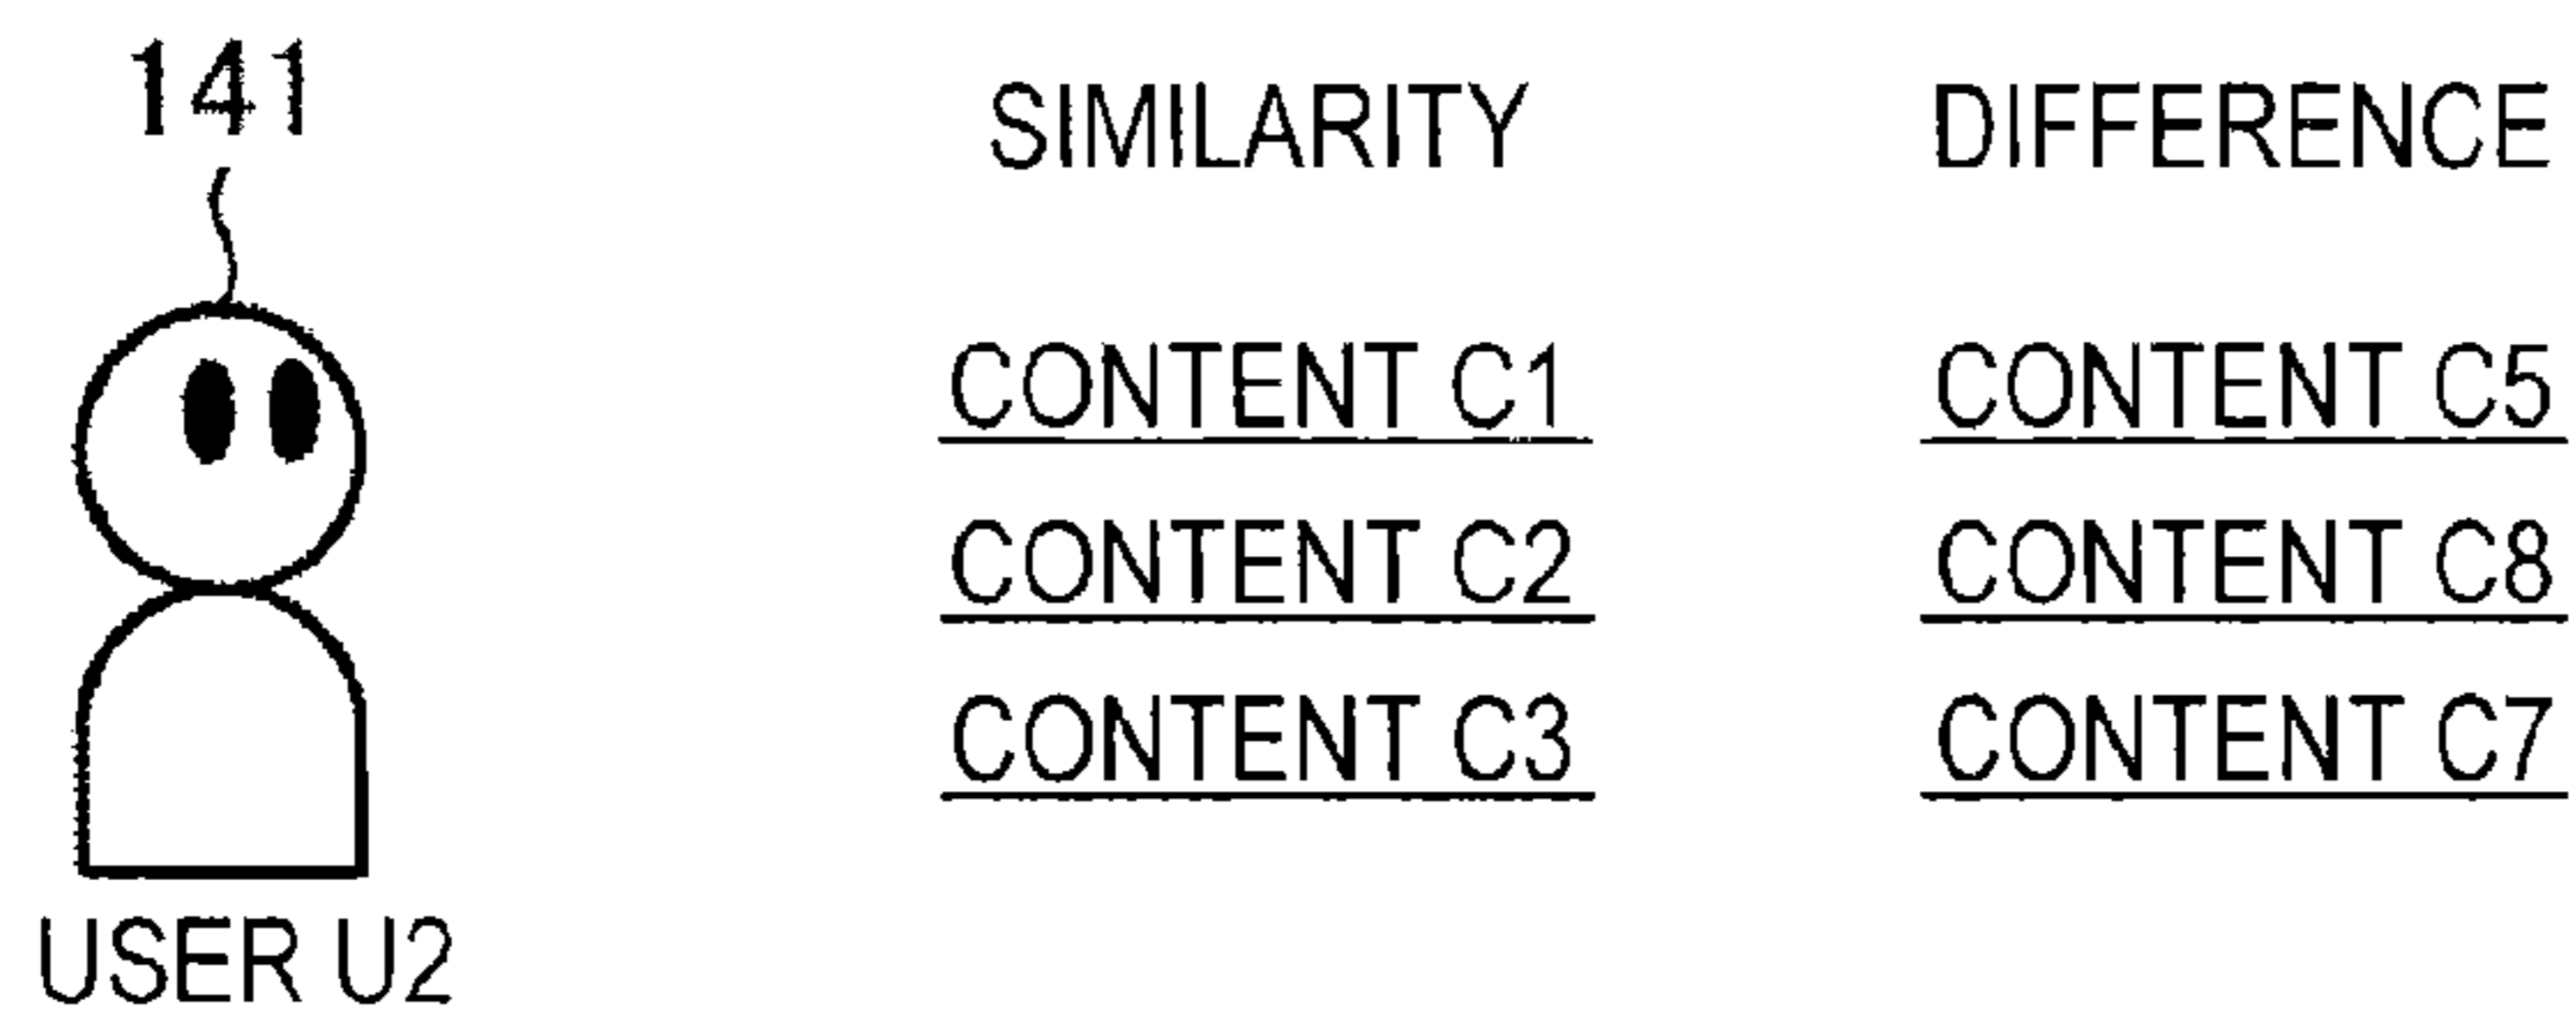 141
SIMILARITY DIFFERENCE
CONTENT C1 CONTENT C5
CONTENT C2 CONTENT C8
CONTENT C3 CONTENT C7
USER U2